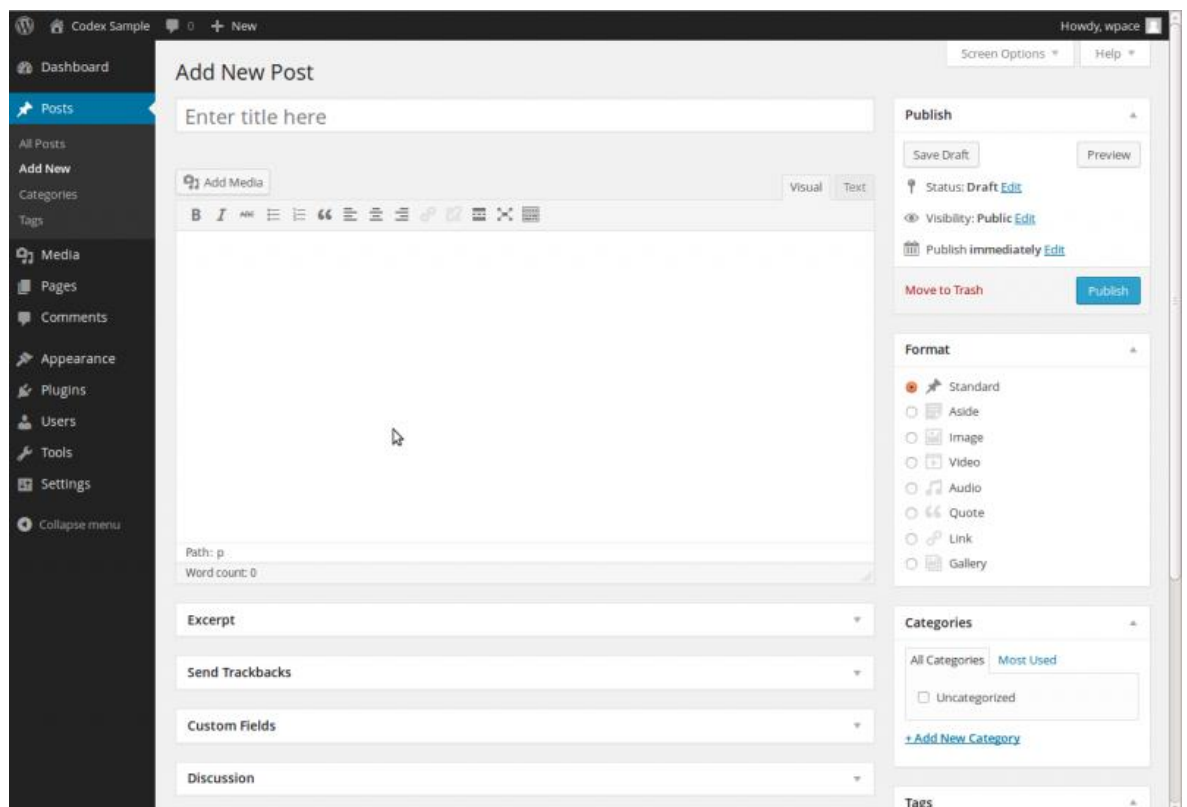 Codex Sample 0 + New Howdy, wpace
Screen Options Help
Dashboard
Posts
All Posts
Add New
Categories
Tags
Media
Pages
Comments
Appearance
Plugins
Users
Tools
Settings
Collapse menu
Add New Post
Enter title here
Add Media
Visual Text
B I ABC
Path: p
Word count: 0
Excerpt
Send Trackbacks
Custom Fields
Discussion
Publish
Save Draft Preview
Status: Draft Edit
Visibility: Public Edit
Publish immediately Edit
Move to Trash Publish
Format
Standard
Aside
Image
Video
Audio
Quote
Link
Gallery
Categories
All Categories Most Used
Uncategorized
+ Add New Category
Tags